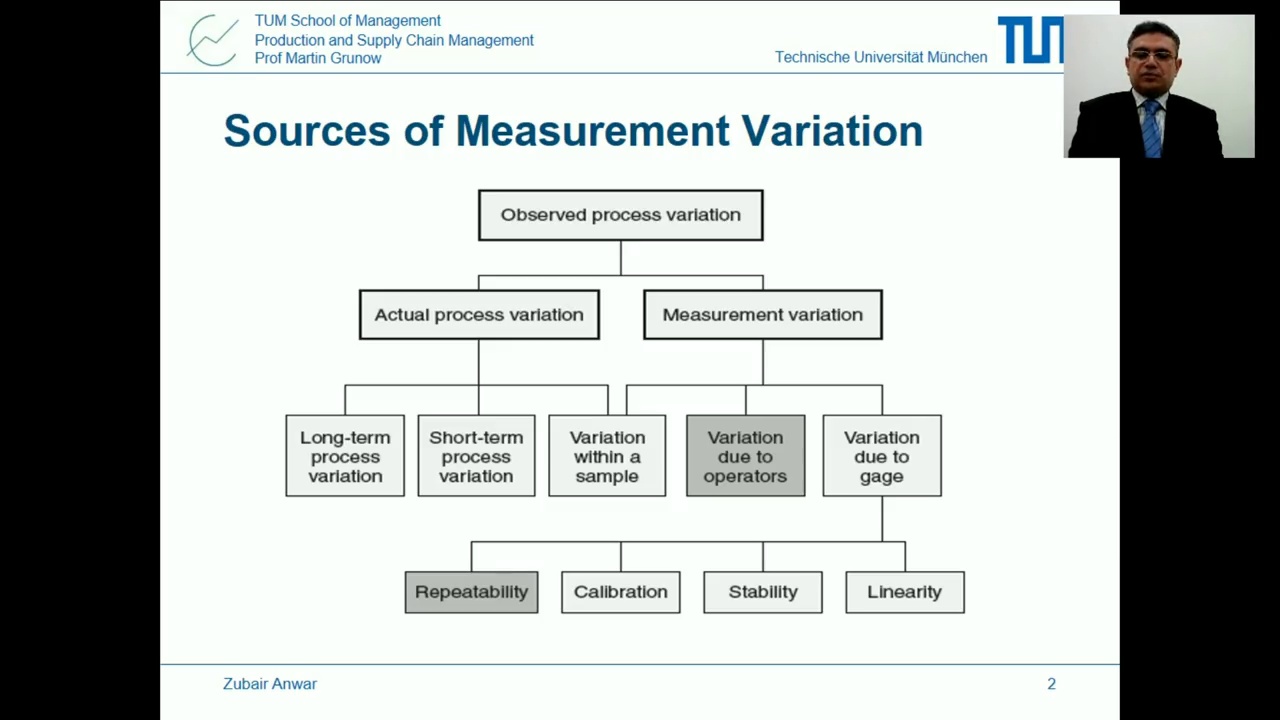 TUM School of Management
Production and Supply Chain Management
Prof Martin Grunow
Technische Universität München
TUM
Sources of Measurement Variation
Observed process variation
Actual process variation
Measurement variation
Long-term
process
variation
Short-term
process
variation
Variation
within a
sample
Variation
due to
operators
Variation
due to
gage
Repeatability
Calibration
Stability
Linearity
Zubair Anwar
2